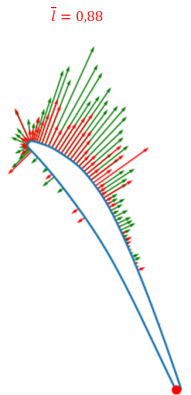 l̅ = 0,88